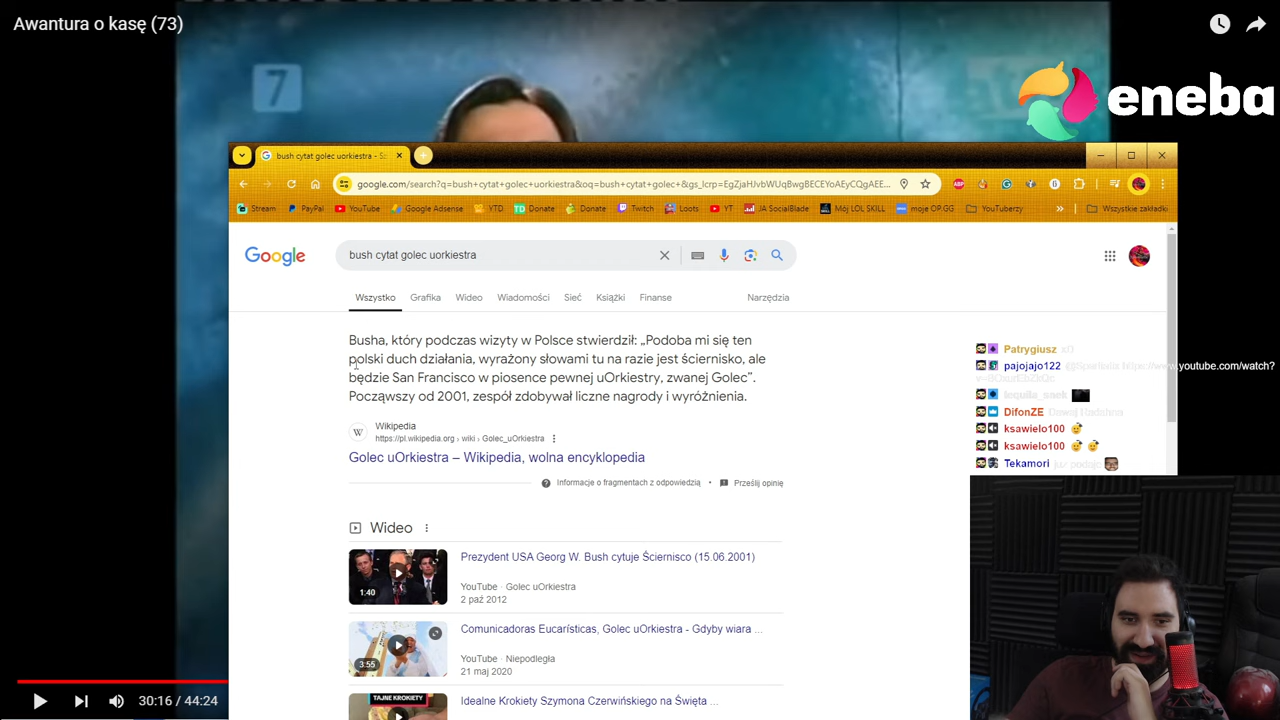 Awantura o kasę (73)
7
eneba
bush cytat golec uorkiestra - Sz
google.com/search?q=bush+cytat+golec+uorkiestra&oq=bush+cytat+golec+&gs_lcrp=EgZjaHJvbWUqBwgBECEYoAEyCQgAEE...
Stream PayPal YouTube Google Adsense YTD Donate Donate Twitch Loots YT JA SocialBlade Mój LOL SKILL moje OP.GG YouTuberzy » Wszystkie zakładki
Google
bush cytat golec uorkiestra
Wszystko Grafika Wideo Wiadomości Sieć Książki Finanse Narzędzia
Busha, który podczas wizyty w Polsce stwierdził: „Podoba mi się ten
polski duch działania, wyrażony słowami tu na razie jest ściernisko, ale
będzie San Francisco w piosence pewnej uOrkiestry, zwanej Golec”.
Począwszy od 2001, zespół zdobywał liczne nagrody i wyróżnienia.
W
Wikipedia
https://pl.wikipedia.org › wiki › Golec_uOrkiestra
Golec uOrkiestra – Wikipedia, wolna encyklopedia
Informacje o fragmentach z odpowiedzią • Prześlij opinię
Wideo
Prezydent USA Georg W. Bush cytuje Ściernisco (15.06.2001)
1:40
YouTube · Golec uOrkiestra
2 paź 2012
Comunicadoras Eucarísticas, Golec uOrkiestra - Gdyby wiara ...
3:55
YouTube · Niepodległa
21 maj 2020
TAJNE KROKIETY
Idealne Krokiety Szymona Czerwińskiego na Święta ...
Patrygiusz xD
pajojajo122 https://www.youtube.com/watch?
DifonZE
ksawielo100
ksawielo100
Tekamori już podaję
30:16 / 44:24